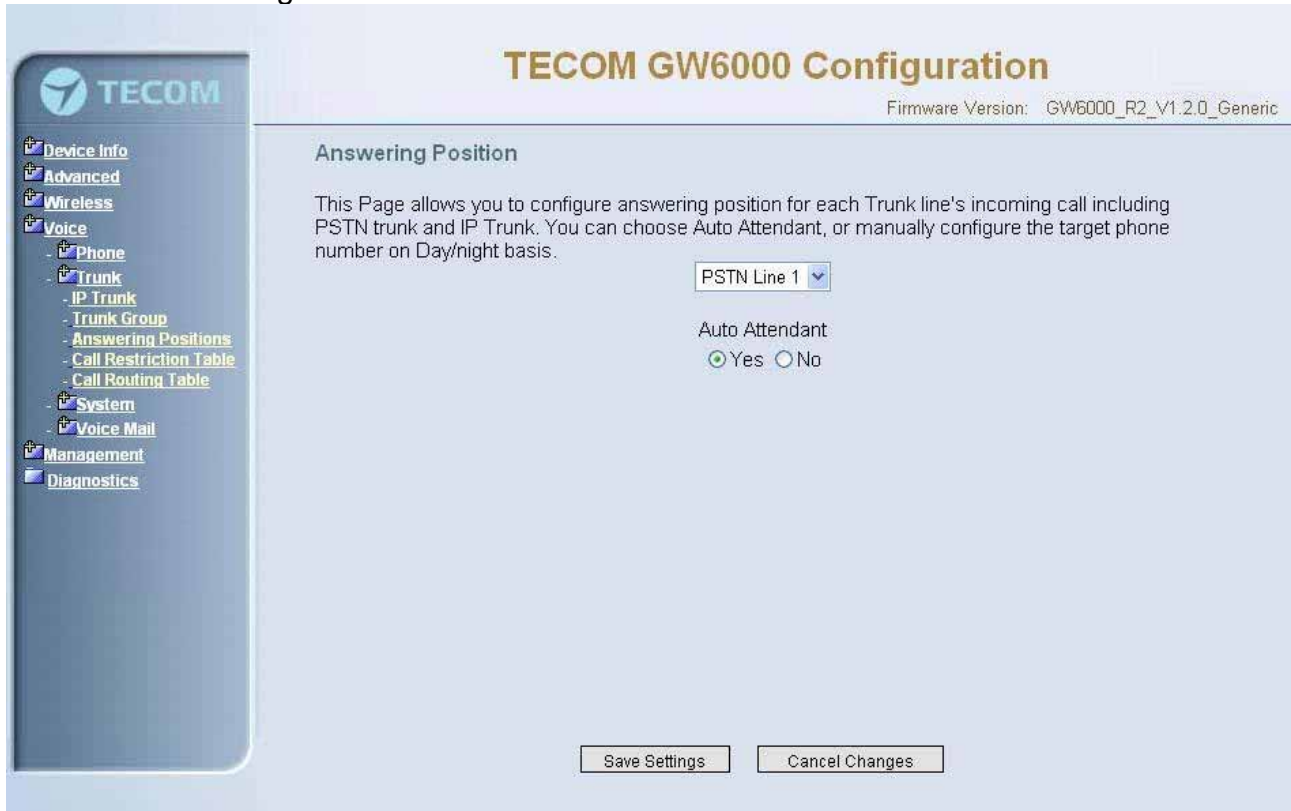 TECOM GW6000 Configuration
TECOM
Firmware Version: GW6000_R2_V1.2.0_Generic
Device Info
Advanced
Wireless
Voice
- Phone
- Trunk
- IP Trunk
- Trunk Group
- Answering Positions
- Call Restriction Table
- Call Routing Table
- System
- Voice Mail
Management
Diagnostics
Answering Position
This Page allows you to configure answering position for each Trunk line's incoming call including
PSTN trunk and IP Trunk. You can choose Auto Attendant, or manually configure the target phone
number on Day/night basis.
PSTN Line 1
Auto Attendant
Yes No
Save Settings Cancel Changes